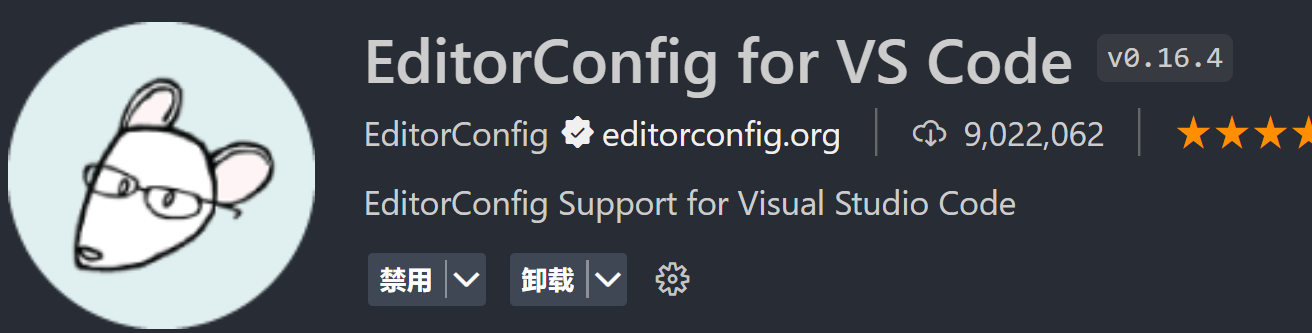 EditorConfig for VS Code v0.16.4
EditorConfig editorconfig.org 9,022,062
EditorConfig Support for Visual Studio Code
禁用 卸载